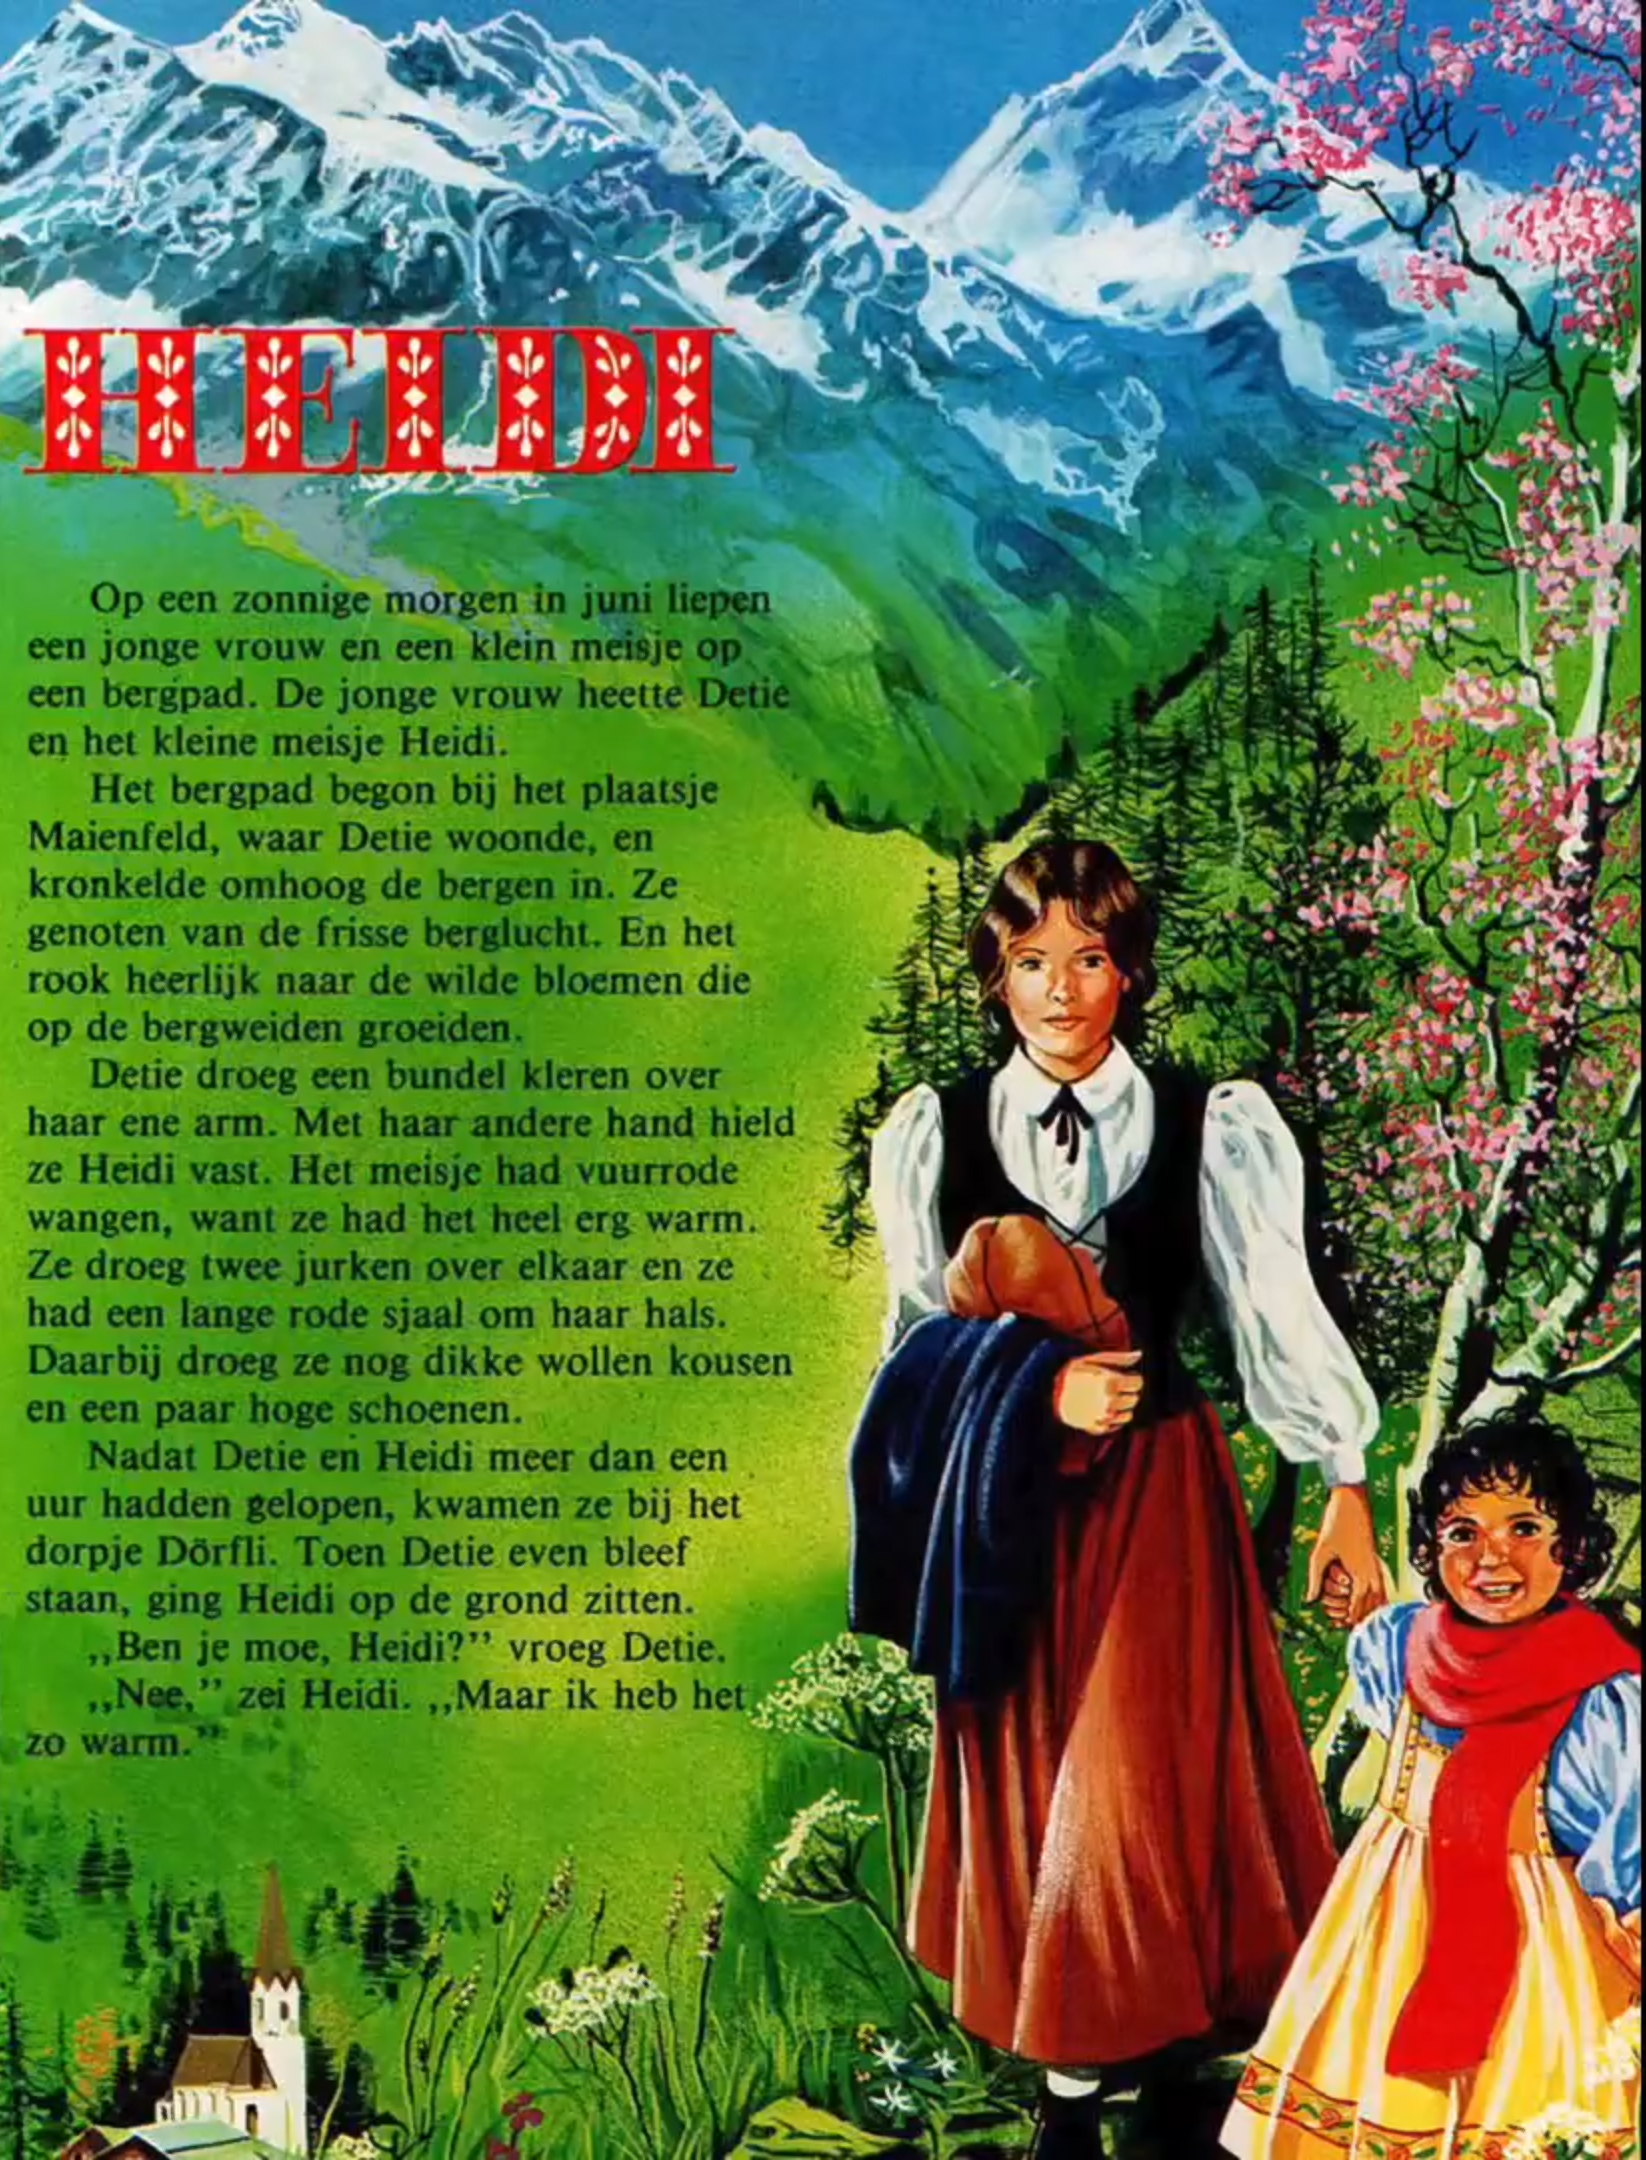 HEIDI
Op een zonnige morgen in juni liepen
een jonge vrouw en een klein meisje op
een bergpad. De jonge vrouw heette Detie
en het kleine meisje Heidi.
Het bergpad begon bij het plaatsje
Maienfeld, waar Detie woonde, en
kronkelde omhoog de bergen in. Ze
genoten van de frisse berglucht. En het
rook heerlijk naar de wilde bloemen die
op de bergweiden groeiden.
Detie droeg een bundel kleren over
haar ene arm. Met haar andere hand hield
ze Heidi vast. Het meisje had vuurrode
wangen, want ze had het heel erg warm.
Ze droeg twee jurken over elkaar en ze
had een lange rode sjaal om haar hals.
Daarbij droeg ze nog dikke wollen kousen
en een paar hoge schoenen.
Nadat Detie en Heidi meer dan een
uur hadden gelopen, kwamen ze bij het
dorpje Dörfli. Toen Detie even bleef
staan, ging Heidi op de grond zitten.
,,Ben je moe, Heidi?'' vroeg Detie.
,,Nee,'' zei Heidi. ,,Maar ik heb het
zo warm.''